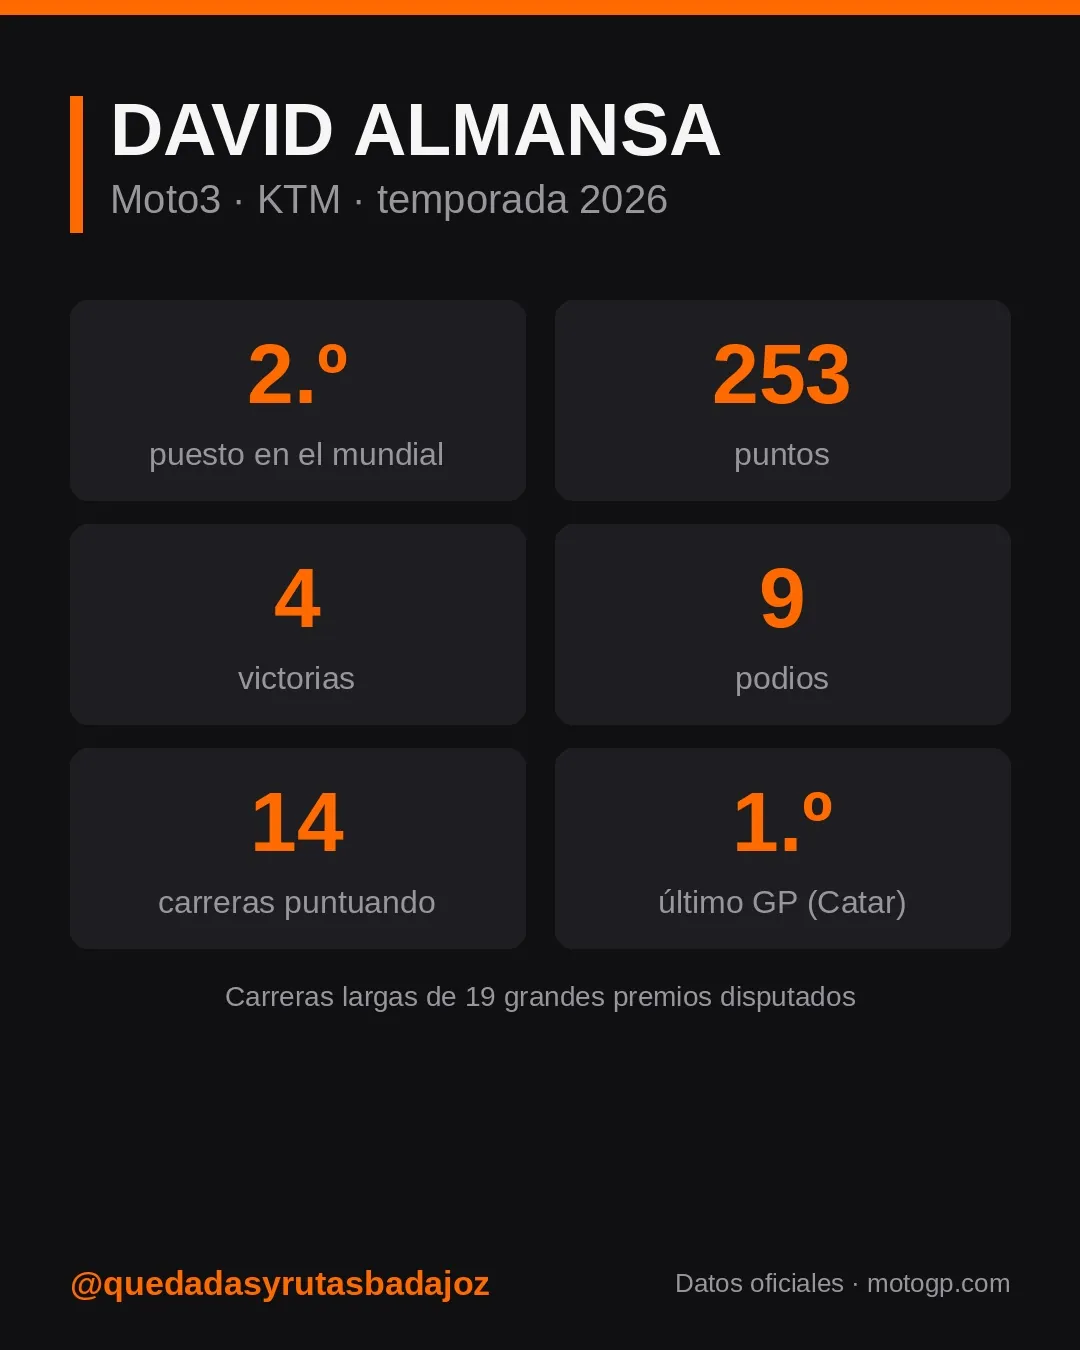 DAVID ALMANSA
Moto3 · KTM · temporada 2026
2.º
puesto en el mundial
253
puntos
4
victorias
9
podios
14
carreras puntuando
1.º
último GP (Catar)
Carreras largas de 19 grandes premios disputados
@quedadasyrutasbadajoz
Datos oficiales · motogp.com